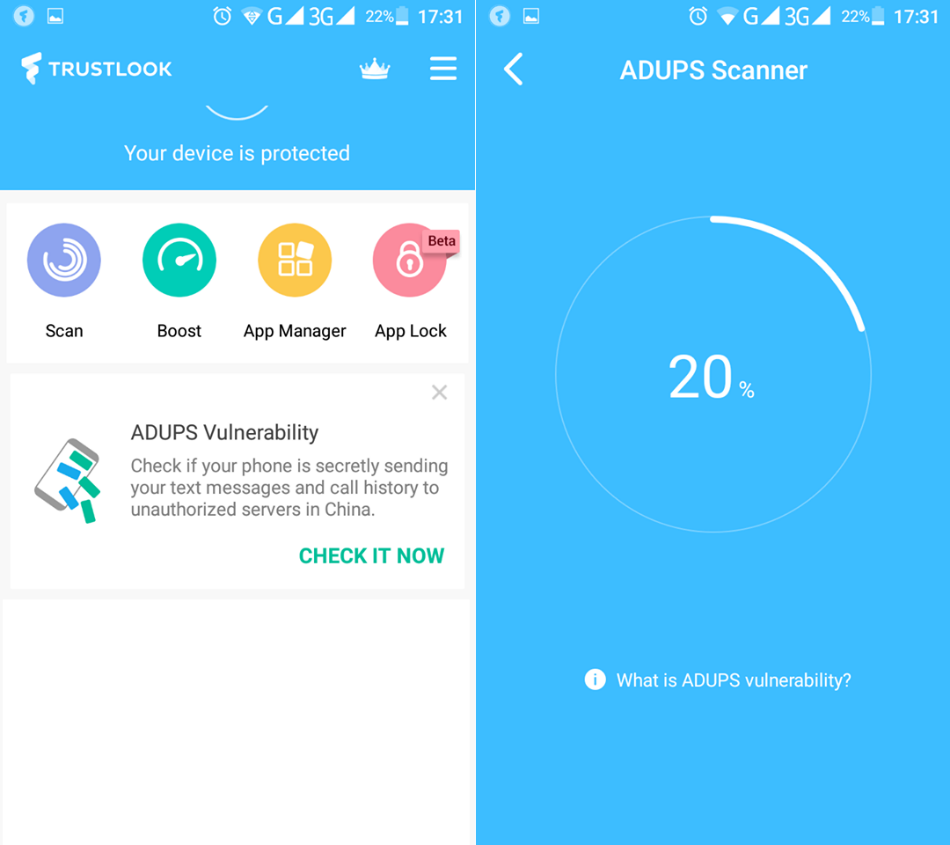 G 3G 22% 17:31
TRUSTLOOK
Your device is protected
Beta
Scan Boost App Manager App Lock
ADUPS Vulnerability
Check if your phone is secretly sending
your text messages and call history to
unauthorized servers in China.
CHECK IT NOW
G 3G 22% 17:31
ADUPS Scanner
20 %
What is ADUPS vulnerability?